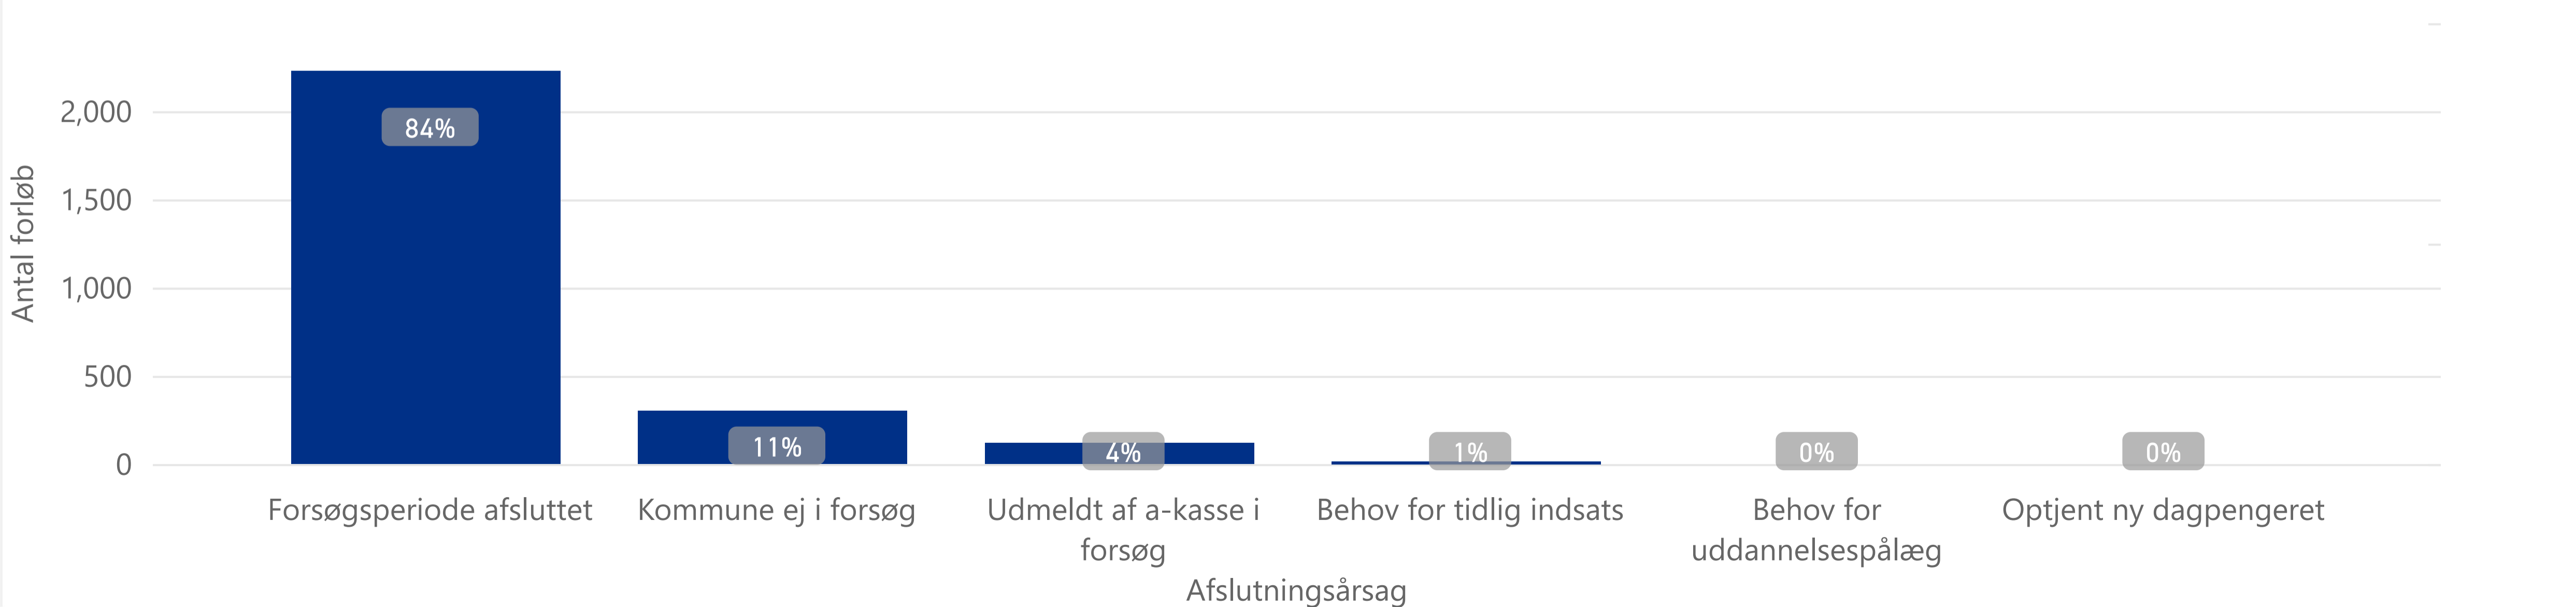 Antal forløb
2,000
1,500
1,000
500
0
84%
11%
4%
1%
0%
0%
Forsøgsperiode afsluttet
Kommune ej i forsøg
Udmeldt af a-kasse i
forsøg
Behov for tidlig indsats
Behov for
uddannelsespålæg
Optjent ny dagpengeret
Afslutningsårsag